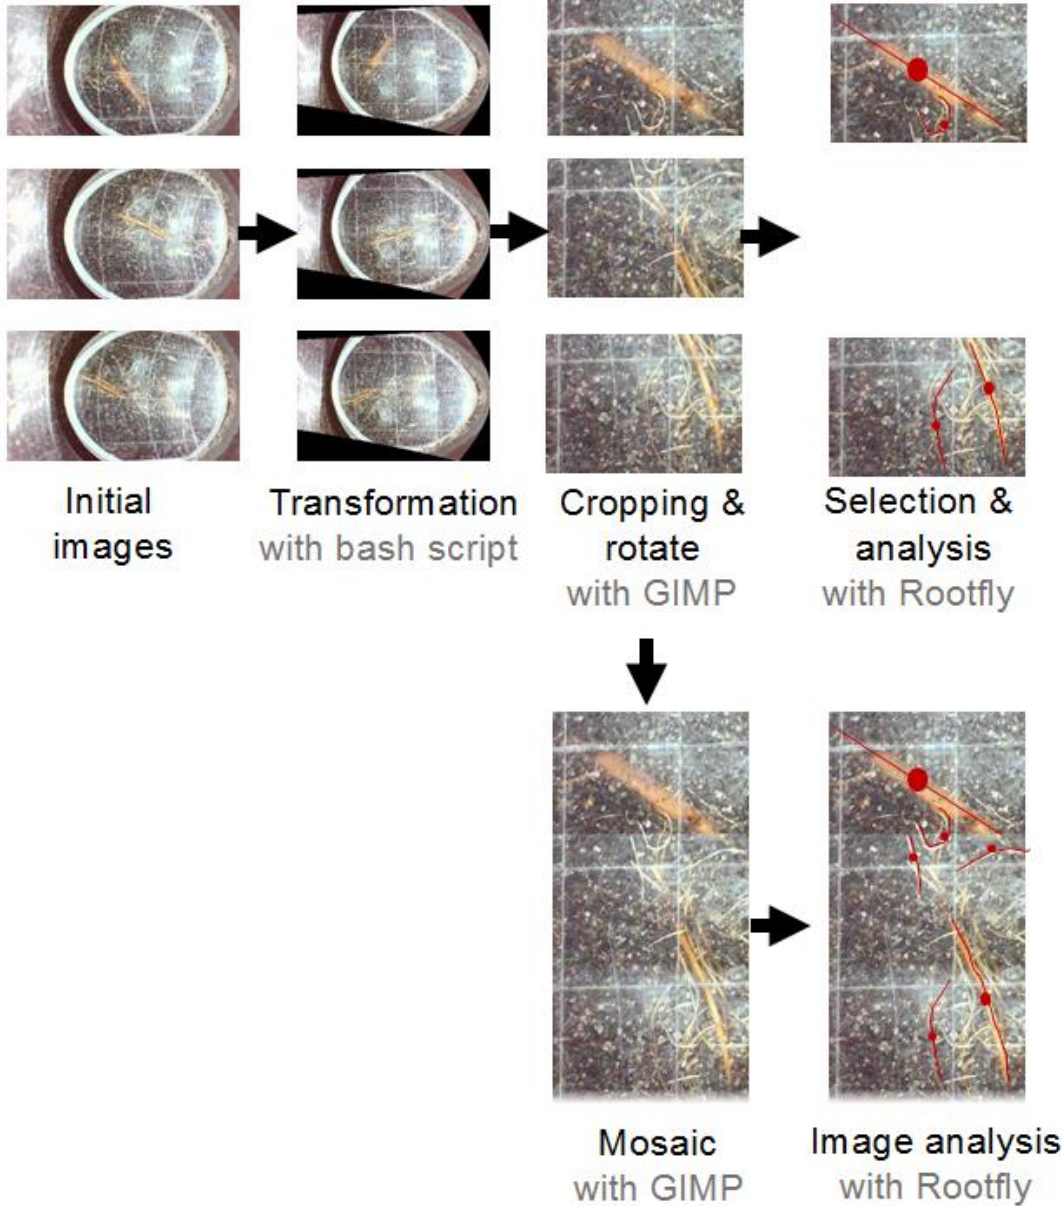 Initial
images
Transformation
with bash script
Cropping &
rotate
with GIMP
Selection &
analysis
with Rootfly
Mosaic
with GIMP
Image analysis
with Rootfly